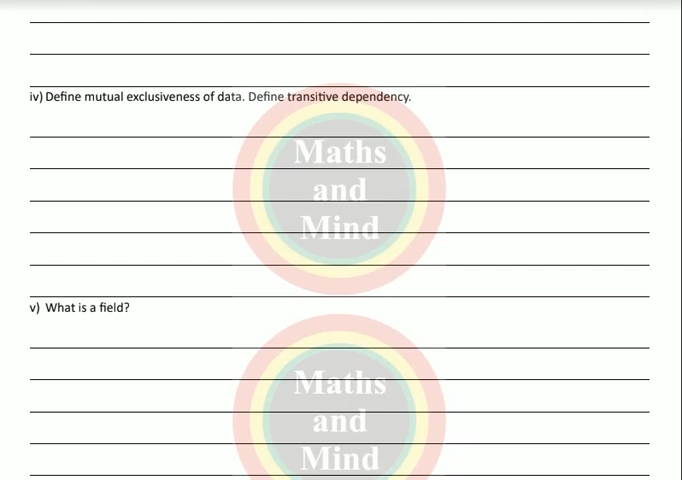 iv) Define mutual exclusiveness of data. Define transitive dependency.
Maths
and
Mind
v) What is a field?
Maths
and
Mind